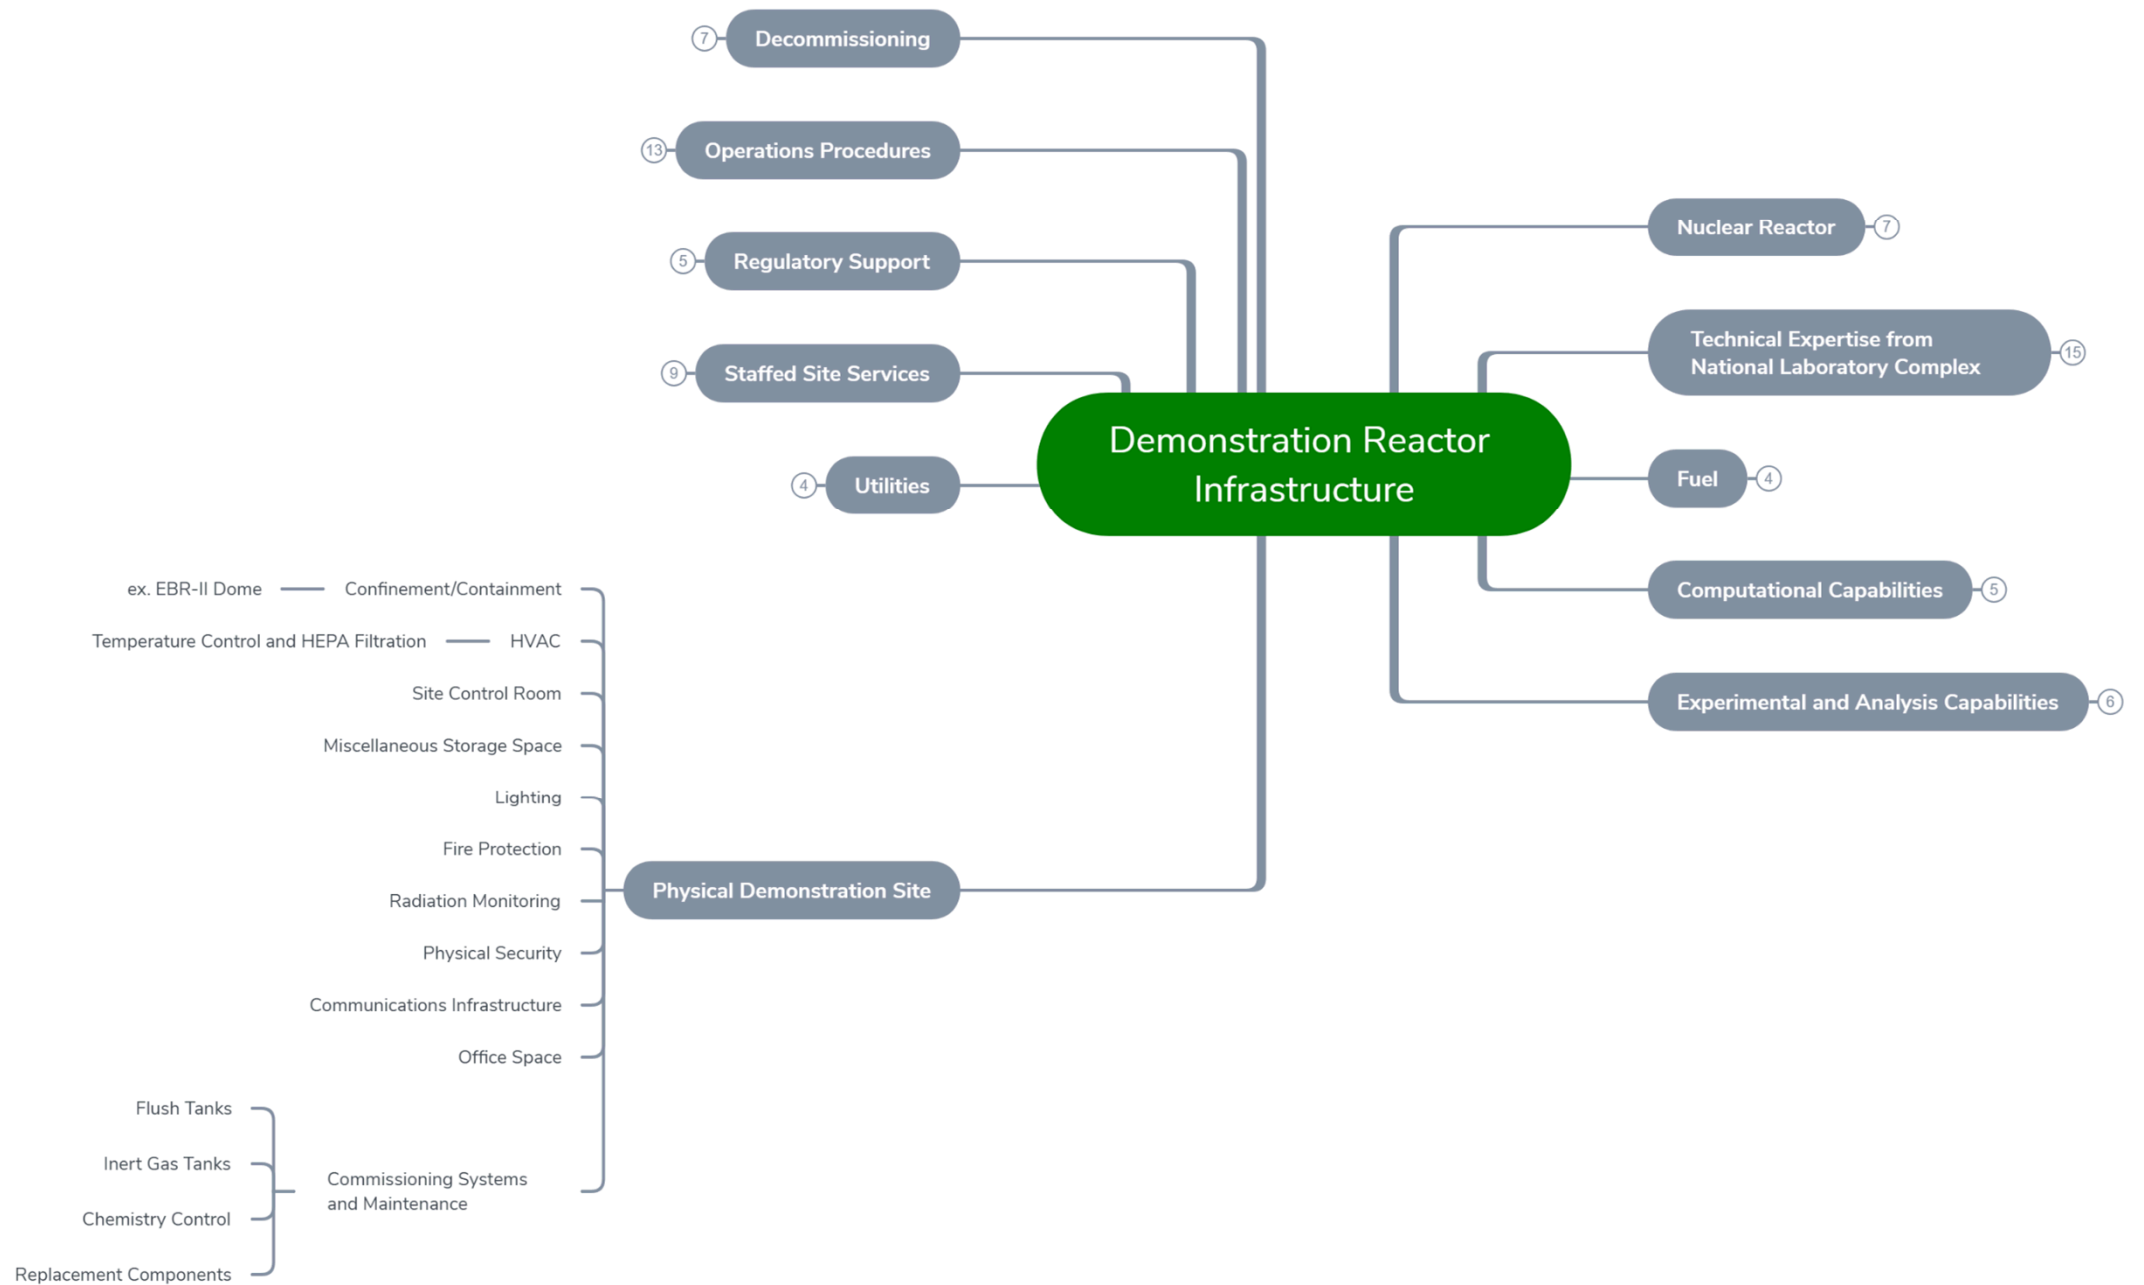 Decommissioning
7
Operations Procedures
13
Regulatory Support
5
Staffed Site Services
9
Utilities
4
Demonstration Reactor
Infrastructure
Nuclear Reactor
7
Technical Expertise from
National Laboratory Complex
15
Fuel
4
Computational Capabilities
5
Experimental and Analysis Capabilities
6
Physical Demonstration Site
ex. EBR-II Dome
Confinement/Containment
Temperature Control and HEPA Filtration
HVAC
Site Control Room
Miscellaneous Storage Space
Lighting
Fire Protection
Radiation Monitoring
Physical Security
Communications Infrastructure
Office Space
Commissioning Systems
and Maintenance
Flush Tanks
Inert Gas Tanks
Chemistry Control
Replacement Components